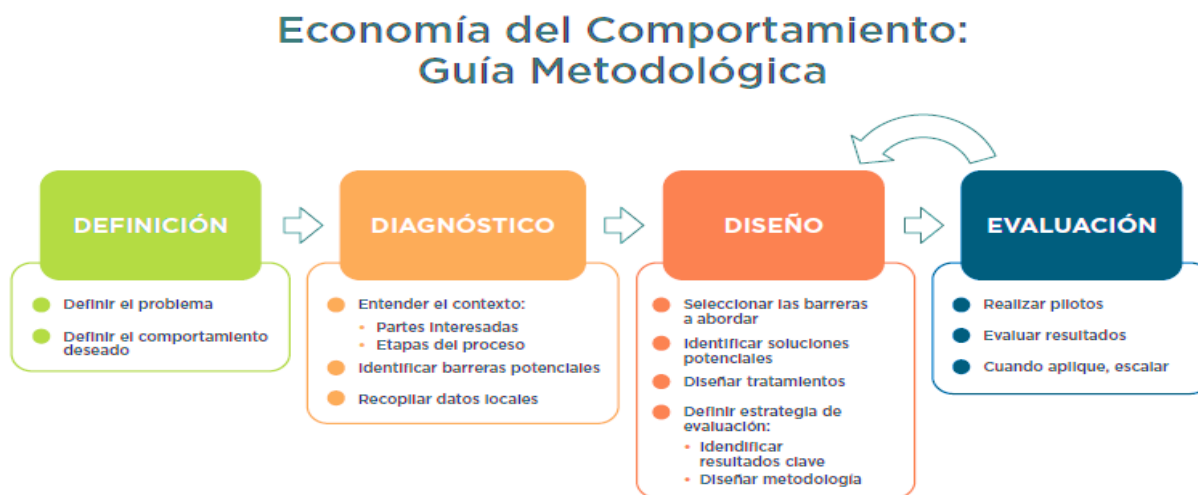 Economía del Comportamiento:
Guía Metodológica
DEFINICIÓN
Definir el problema
Definir el comportamiento
deseado
DIAGNÓSTICO
Entender el contexto:
Partes interesadas
Etapas del proceso
Identificar barreras potenciales
Recopilar datos locales
DISEÑO
Seleccionar las barreras
a abordar
Identificar soluciones
potenciales
Diseñar tratamientos
Definir estrategia de
evaluación:
Idendificar
resultados clave
Diseñar metodología
EVALUACIÓN
Realizar pilotos
Evaluar resultados
Cuando aplique, escalar